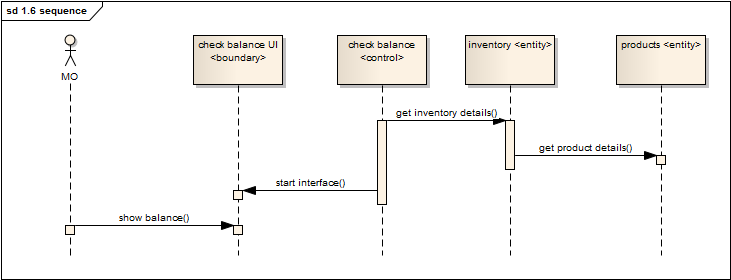 sd 1.6 sequence
MO
check balance UI
<boundary>
check balance
<control>
inventory <entity>
products <entity>
get inventory details()
get product details()
start interface()
show balance()